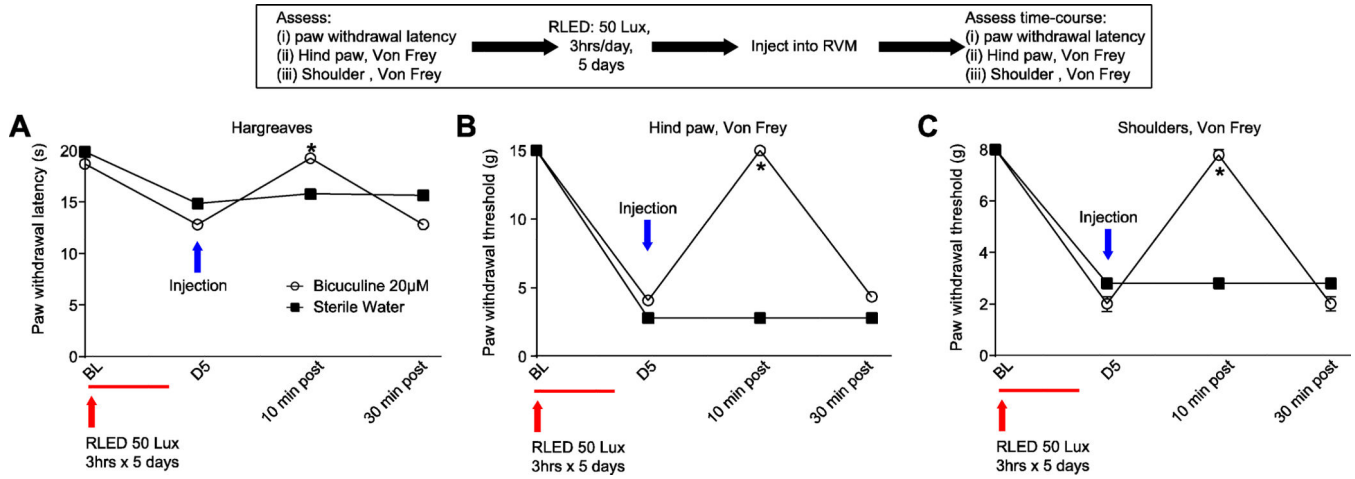 Assess:
(i) paw withdrawal latency
(ii) Hind paw, Von Frey
(iii) Shoulder , Von Frey
RLED: 50 Lux,
3hrs/day,
5 days
Inject into RVM
Assess time-course:
(i) paw withdrawal latency
(ii) Hind paw, Von Frey
(iii) Shoulder , Von Frey
A
Hargreaves
Paw withdrawal latency (s)
20
15
10
5
0
*
Injection
Bicuculine 20µM
Sterile Water
BL
D5
10 min post
30 min post
RLED 50 Lux
3hrs x 5 days
B
Hind paw, Von Frey
Paw withdrawal threshold (g)
15
10
5
0
*
Injection
BL
D5
10 min post
30 min post
RLED 50 Lux
3hrs x 5 days
C
Shoulders, Von Frey
Paw withdrawal threshold (g)
8
6
4
2
0
*
Injection
BL
D5
10 min post
30 min post
RLED 50 Lux
3hrs x 5 days